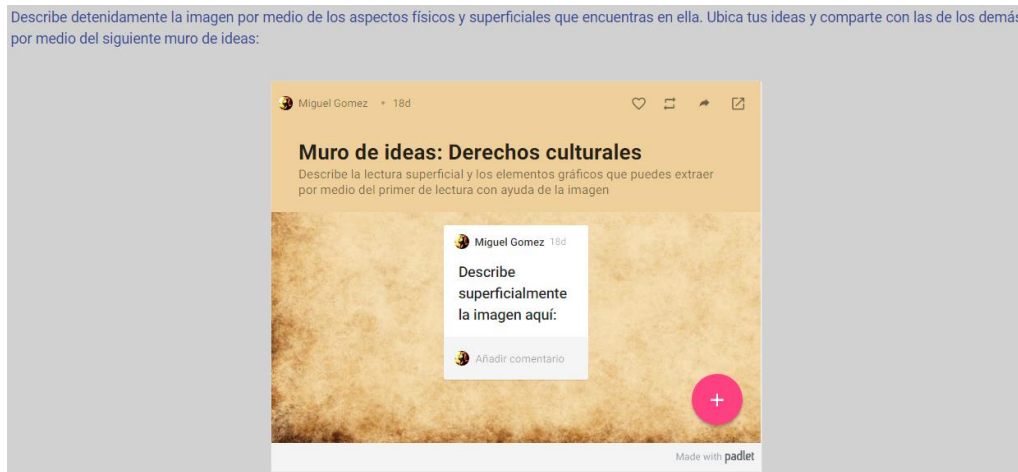 Describe detenidamente la imagen por medio de los aspectos físicos y superficiales que encuentras en ella. Ubica tus ideas y comparte con las de los demás
por medio del siguiente muro de ideas:
Miguel Gomez • 18d
Muro de ideas: Derechos culturales
Describe la lectura superficial y los elementos gráficos que puedes extraer
por medio del primer de lectura con ayuda de la imagen
Miguel Gomez 18d
Describe
superficialmente
la imagen aquí:
Añadir comentario
Made with padlet